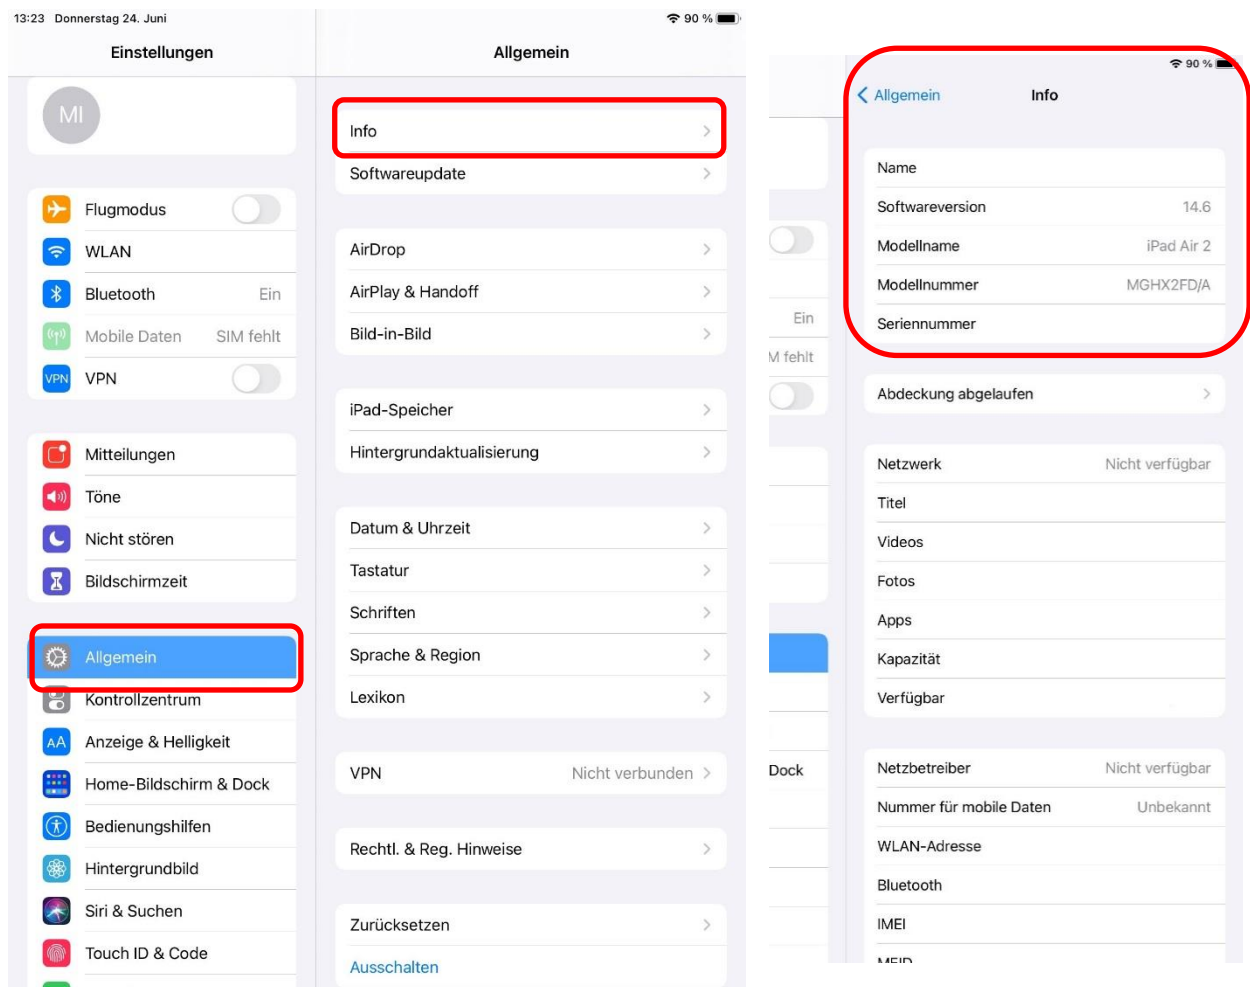 13:23 Donnerstag 24. Juni
90 %
Einstellungen
MI
Flugmodus
WLAN
Bluetooth Ein
Mobile Daten SIM fehlt
VPN VPN
Mitteilungen
Töne
Nicht stören
Bildschirmzeit
Allgemein
Kontrollzentrum
AA Anzeige & Helligkeit
Home-Bildschirm & Dock
Bedienungshilfen
Hintergrundbild
Siri & Suchen
Touch ID & Code
Allgemein
Info
Softwareupdate
AirDrop
AirPlay & Handoff
Bild-in-Bild
iPad-Speicher
Hintergrundaktualisierung
Datum & Uhrzeit
Tastatur
Schriften
Sprache & Region
Lexikon
VPN Nicht verbunden
Rechtl. & Reg. Hinweise
Zurücksetzen
Ausschalten
Ein
M fehlt
Dock
90 %
Allgemein Info
Name
Softwareversion 14.6
Modellname iPad Air 2
Modellnummer MGHX2FD/A
Seriennummer
Abdeckung abgelaufen
Netzwerk Nicht verfügbar
Titel
Videos
Fotos
Apps
Kapazität
Verfügbar
Netzbetreiber Nicht verfügbar
Nummer für mobile Daten Unbekannt
WLAN-Adresse
Bluetooth
IMEI
MEID